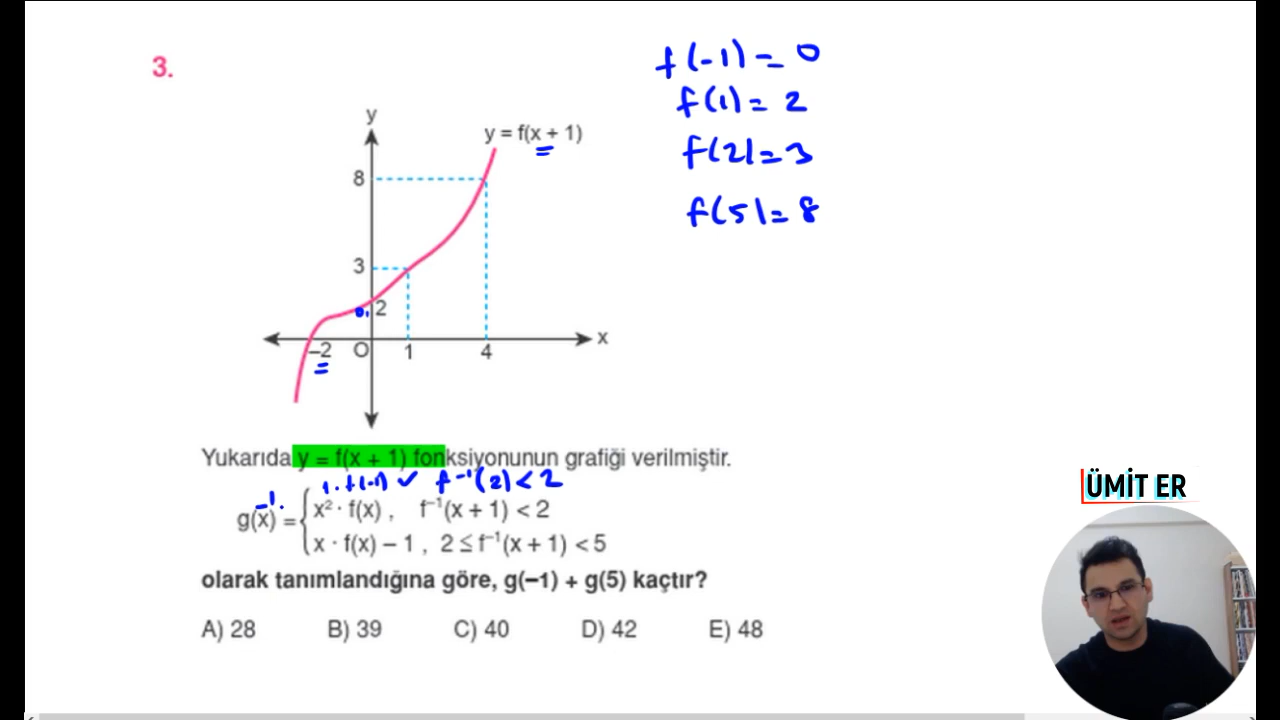 3.
f(-1) = 0
f(1) = 2
f(2) = 3
f(5) = 8
y
y = f(x + 1)
8
3
2
-2 O 1 4 x
Yukarıda y = f(x + 1) fonksiyonunun grafiği verilmiştir.
1. f(-1) ✓ f⁻¹(2) < 2
-1.
g(x) = { x² · f(x) , f⁻¹(x + 1) < 2
x · f(x) – 1 , 2 ≤ f⁻¹(x + 1) < 5
olarak tanımlandığına göre, g(–1) + g(5) kaçtır?
A) 28 B) 39 C) 40 D) 42 E) 48
ÜMİT ER